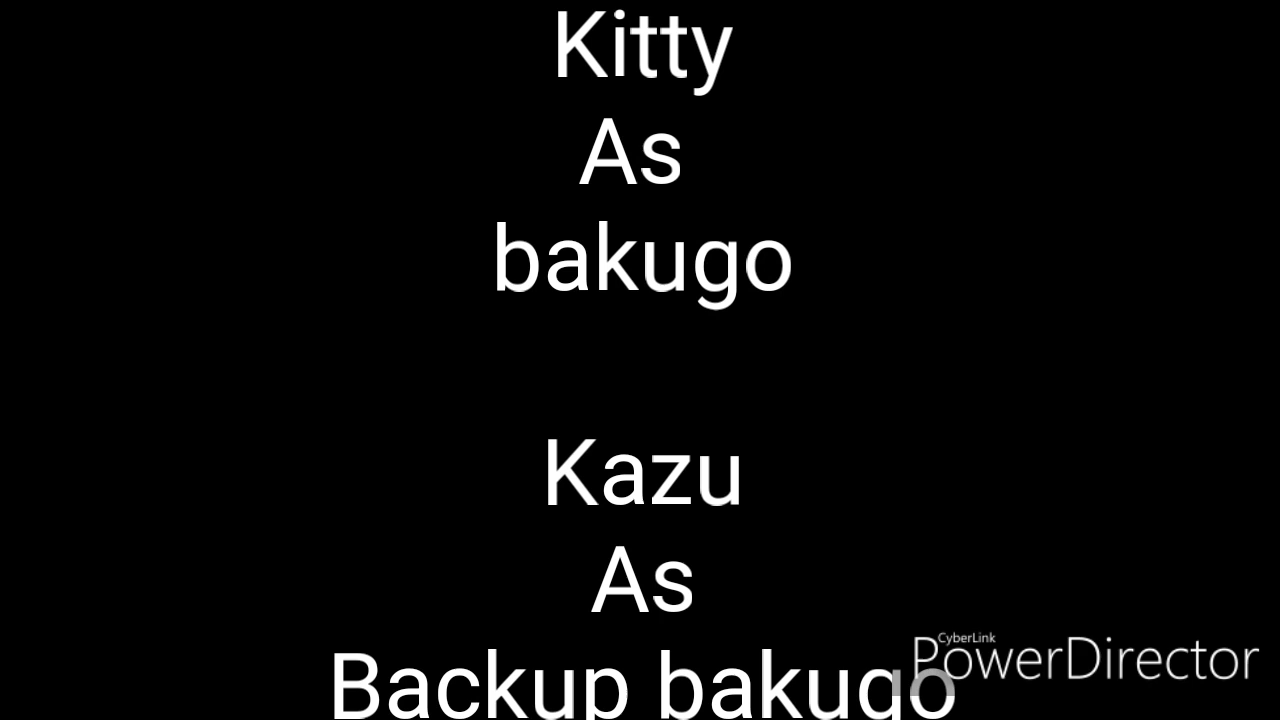 Kitty
As
bakugo
Kazu
As
Backup bakugo
CyberLink
PowerDirector